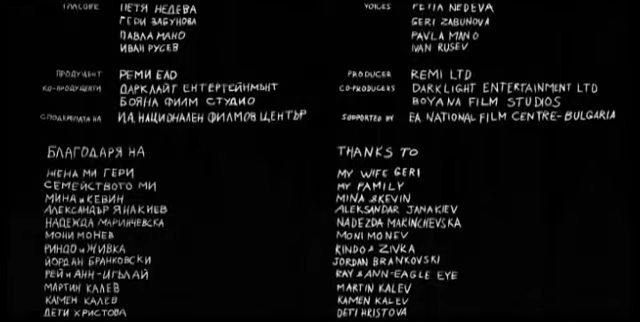 ГЛАСОВЕ ПЕТЯ НЕДЕВА
ГЕРИ ЗАБУНОВА
ПАВЛА МАНО
ИВАН РУСЕВ
ПРОДУЦЕНТ РЕМИ ЕАД
КО-ПРОДУЦЕНТИ ДАРКЛАЙТ ЕНТЕРТЕЙНМЪНТ
БОЯНА ФИЛМ СТУДИО
С ПОДКРЕПАТА НА ИА НАЦИОНАЛЕН ФИЛМОВ ЦЕНТЪР
БЛАГОДАРЯ НА
ЖЕНА МИ ГЕРИ
СЕМЕЙСТВОТО МИ
МИНА и КЕВИН
АЛЕКСАНДЪР ЯНАКИЕВ
НАДЕЖДА МАРИНЧЕВСКА
МОНИ МОНЕВ
РИНДО и ЖИВКА
ЙОРДАН БРАНКОВСКИ
РЕЙ и АНН-ИГЪЛАЙ
МАРТИН КАЛЕВ
КАМЕН КАЛЕВ
ДЕТИ ХРИСТОВА
VOICES PETIA NEDEVA
GERI ZABUNOVA
PAVLA MANO
IVAN RUSEV
PRODUCER REMI LTD
CO-PRODUCERS DARKLIGHT ENTERTAINMENT LTD
BOYANA FILM STUDIOS
SUPPORTED BY EA NATIONAL FILM CENTRE-BULGARIA
THANKS TO
MY WIFE GERI
MY FAMILY
MINA & KEVIN
ALEKSANDAR JANAKIEV
NADEZDA MARINCHEVSKA
MONI MONEV
RINDO & ZIVKA
JORDAN BRANKOVSKI
RAY & ANN-EAGLE EYE
MARTIN KALEV
KAMEN KALEV
DETI HRISTOVA